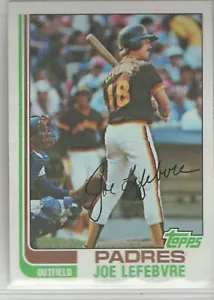 18
Joe Lefebvre
TOPPS
PADRES
OUTFIELD
JOE LEFEBVRE